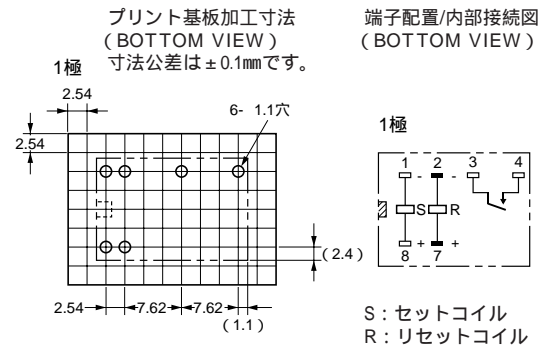 プリント基板加工寸法
(BOTTOM VIEW)
寸法公差は±0.1㎜です。
1極
2.54
6- 1.1穴
2.54
(2.4)
2.54 7.62 7.62
(1.1)
端子配置/内部接続図
(BOTTOM VIEW)
1極
1 2 3 4
- -
S R
+ +
8 7
S:セットコイル
R:リセットコイル